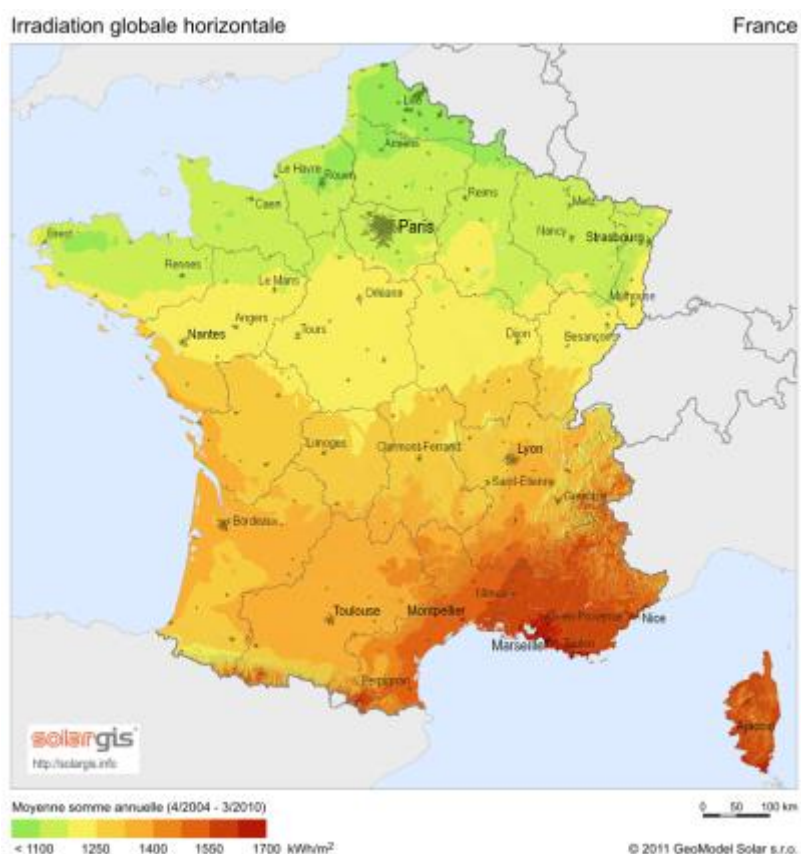 Irradiation globale horizontale France
Lille
Amiens
Le Havre
Rouen
Caen
Reims
Metz
Paris
Brest
Nancy
Strasbourg
Rennes
Le Mans
Orléans
Mulhouse
Angers
Nantes
Tours
Dijon
Besançon
Limoges
Clermont-Ferrand
Lyon
Saint-Etienne
Grenoble
Bordeaux
Nîmes
Toulouse
Montpellier
Aix-en-Provence
Nice
Marseille
Toulon
Perpignan
Ajaccio
solargis
http://solargis.info
Moyenne somme annuelle (4/2004 - 3/2010)
0 50 100 km
< 1100 1250 1400 1550 1700 kWh/m²
© 2011 GeoModel Solar s.r.o.